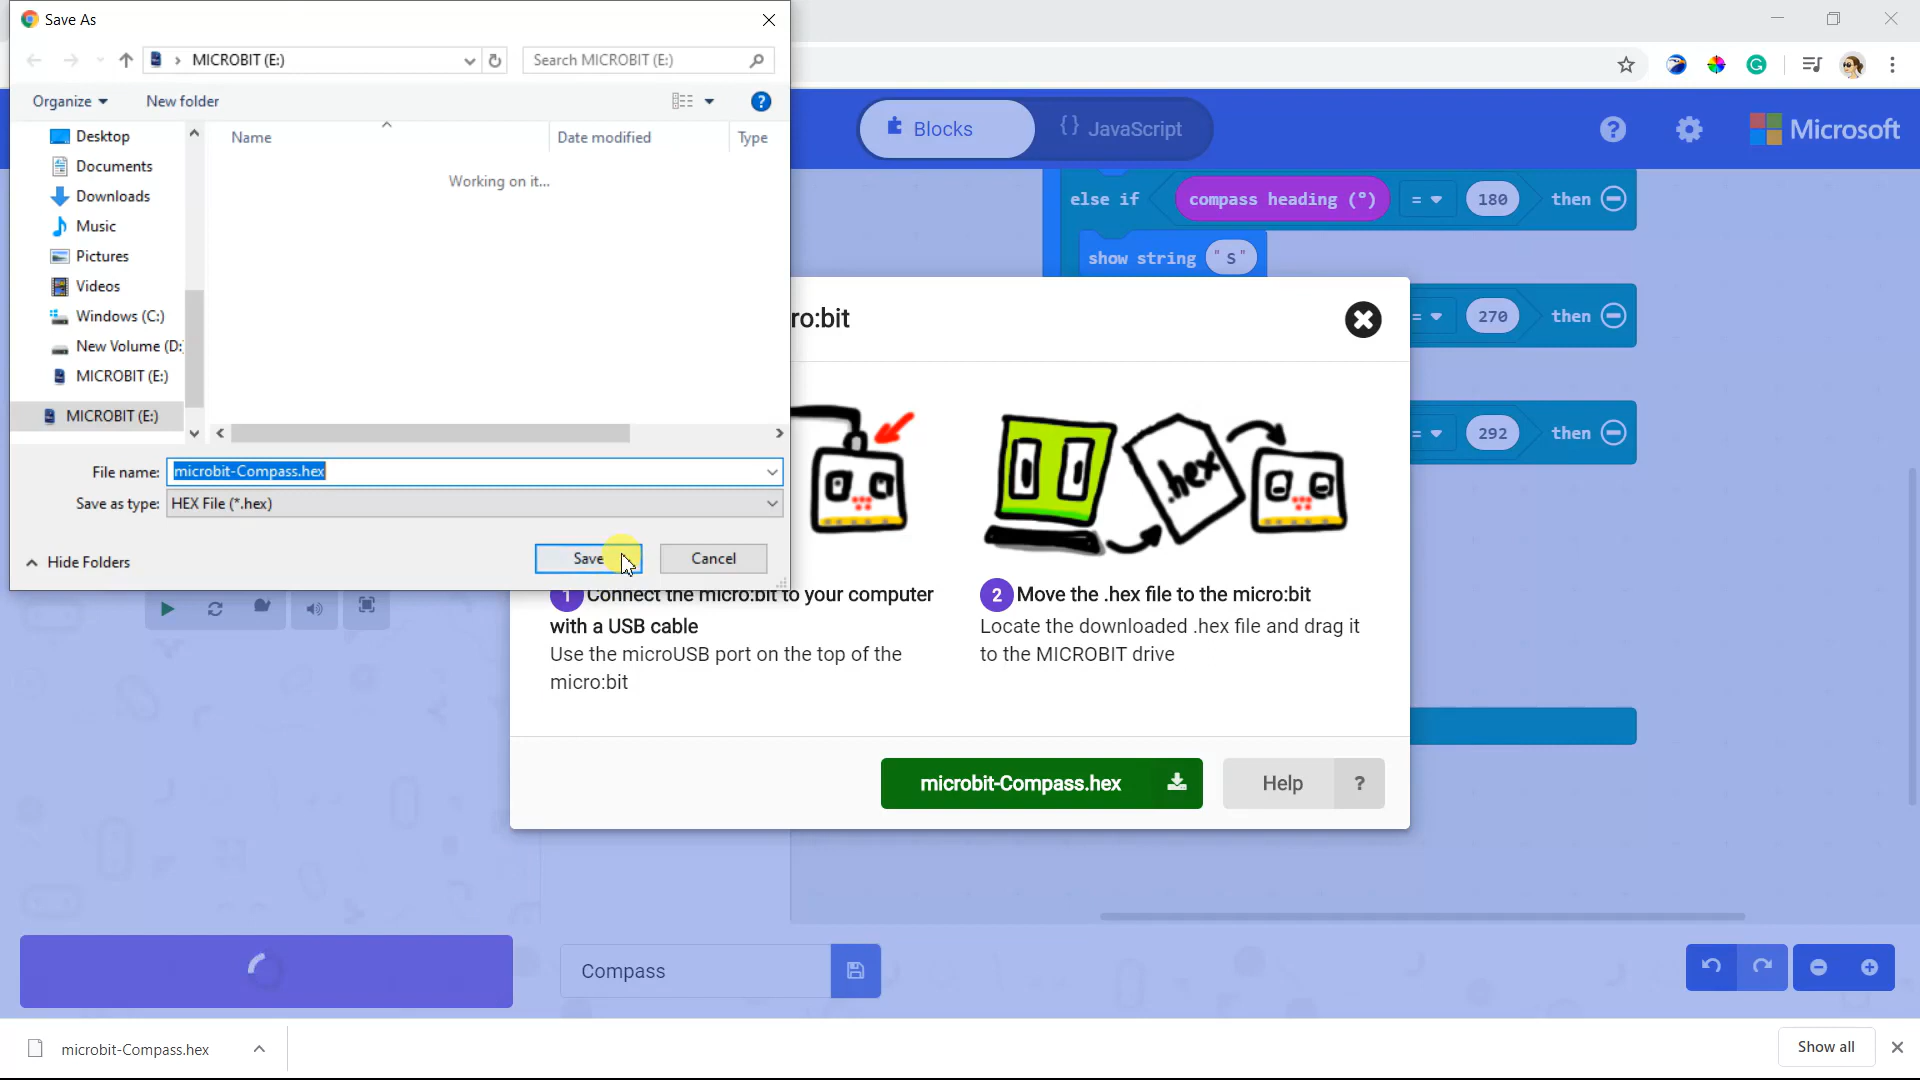 Save As
MICROBIT (E:)
Search MICROBIT (E:)
Organize
New folder
Desktop
Documents
Downloads
Music
Pictures
Videos
Windows (C:)
New Volume (D:
MICROBIT (E:)
MICROBIT (E:)
Name
Date modified
Type
Working on it...
File name: microbit-Compass.hex
Save as type: HEX File (*.hex)
Hide Folders
Save
Cancel
Blocks
{} JavaScript
Microsoft
else if compass heading (°) = 180 then
show string "S"
= 270 then
= 292 then
ro:bit
.hex
1 Connect the micro:bit to your computer
with a USB cable
Use the microUSB port on the top of the
micro:bit
2 Move the .hex file to the micro:bit
Locate the downloaded .hex file and drag it
to the MICROBIT drive
microbit-Compass.hex
Help ?
Compass
microbit-Compass.hex
Show all